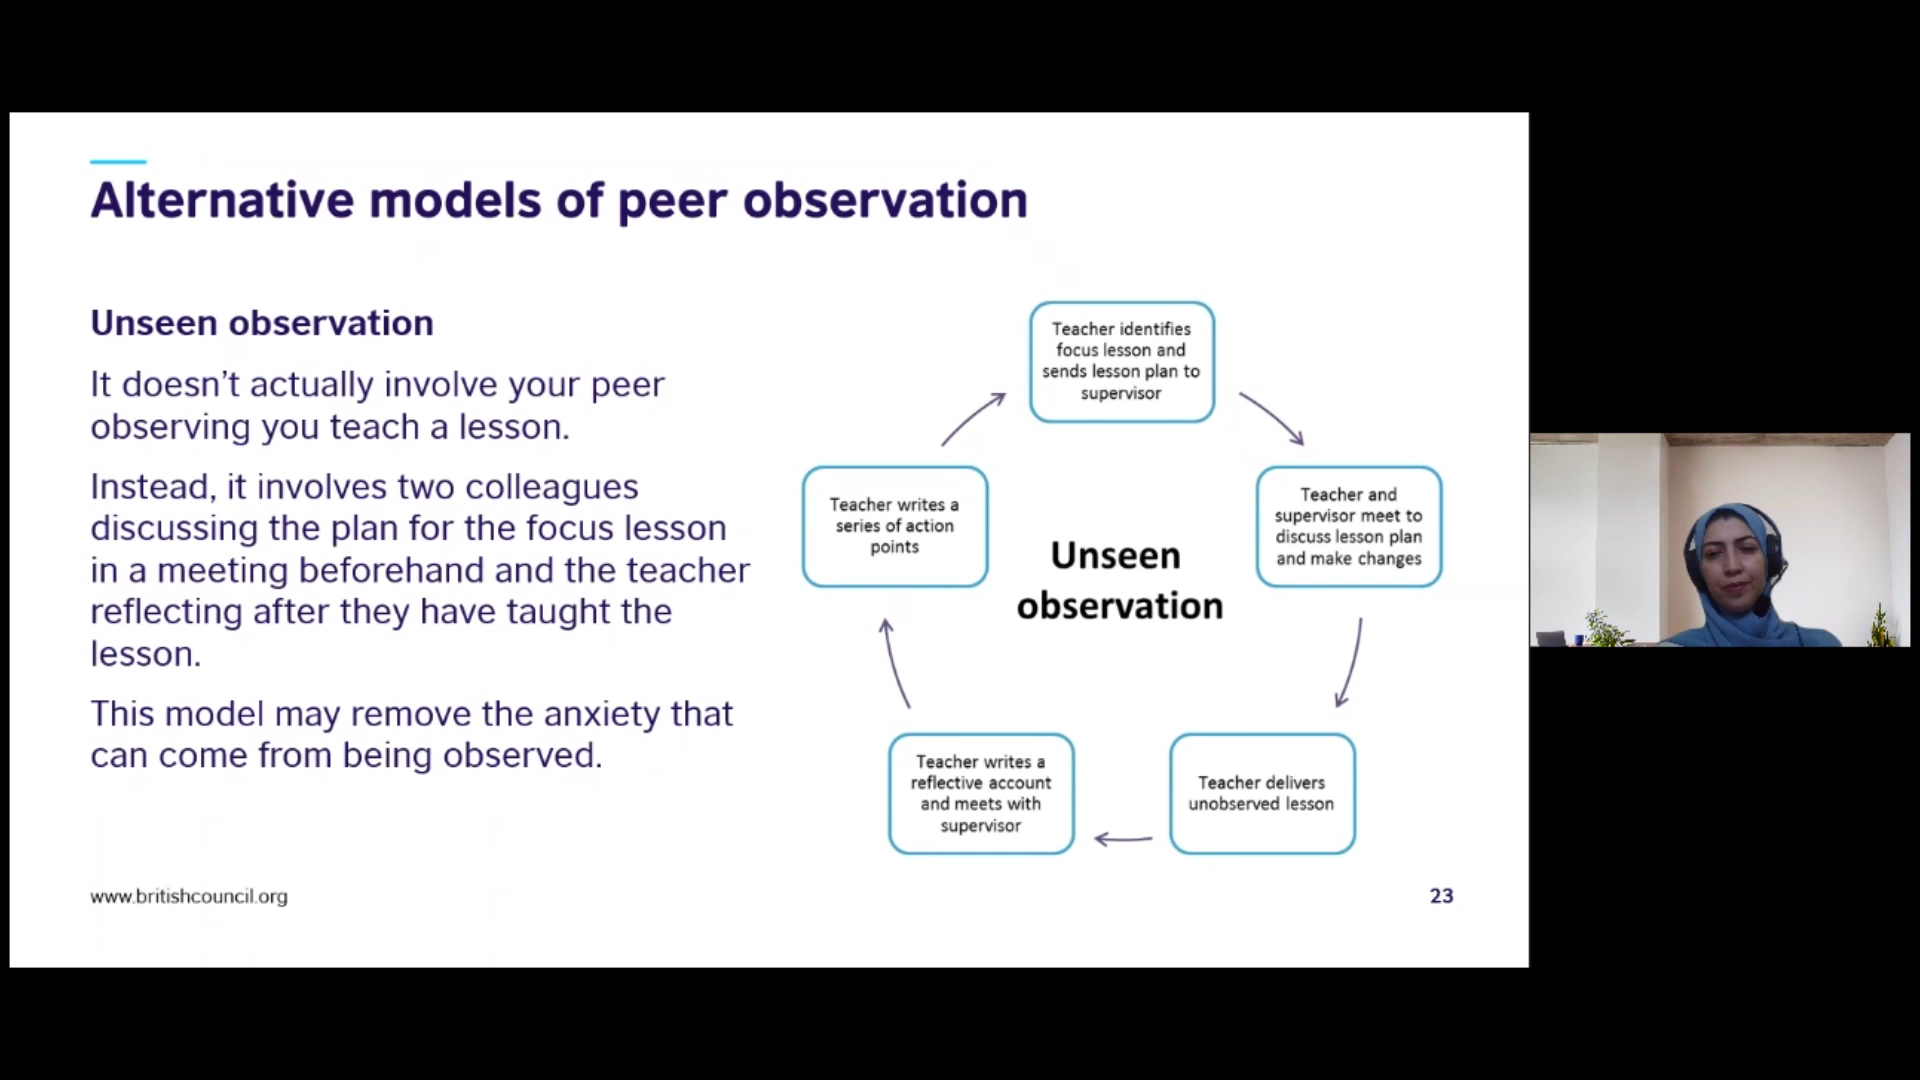 Alternative models of peer observation
Unseen observation
It doesn’t actually involve your peer
observing you teach a lesson.
Instead, it involves two colleagues
discussing the plan for the focus lesson
in a meeting beforehand and the teacher
reflecting after they have taught the
lesson.
This model may remove the anxiety that
can come from being observed.
Teacher identifies
focus lesson and
sends lesson plan to
supervisor
Teacher and
supervisor meet to
discuss lesson plan
and make changes
Teacher delivers
unobserved lesson
Teacher writes a
reflective account
and meets with
supervisor
Teacher writes a
series of action
points
Unseen
observation
www.britishcouncil.org
23